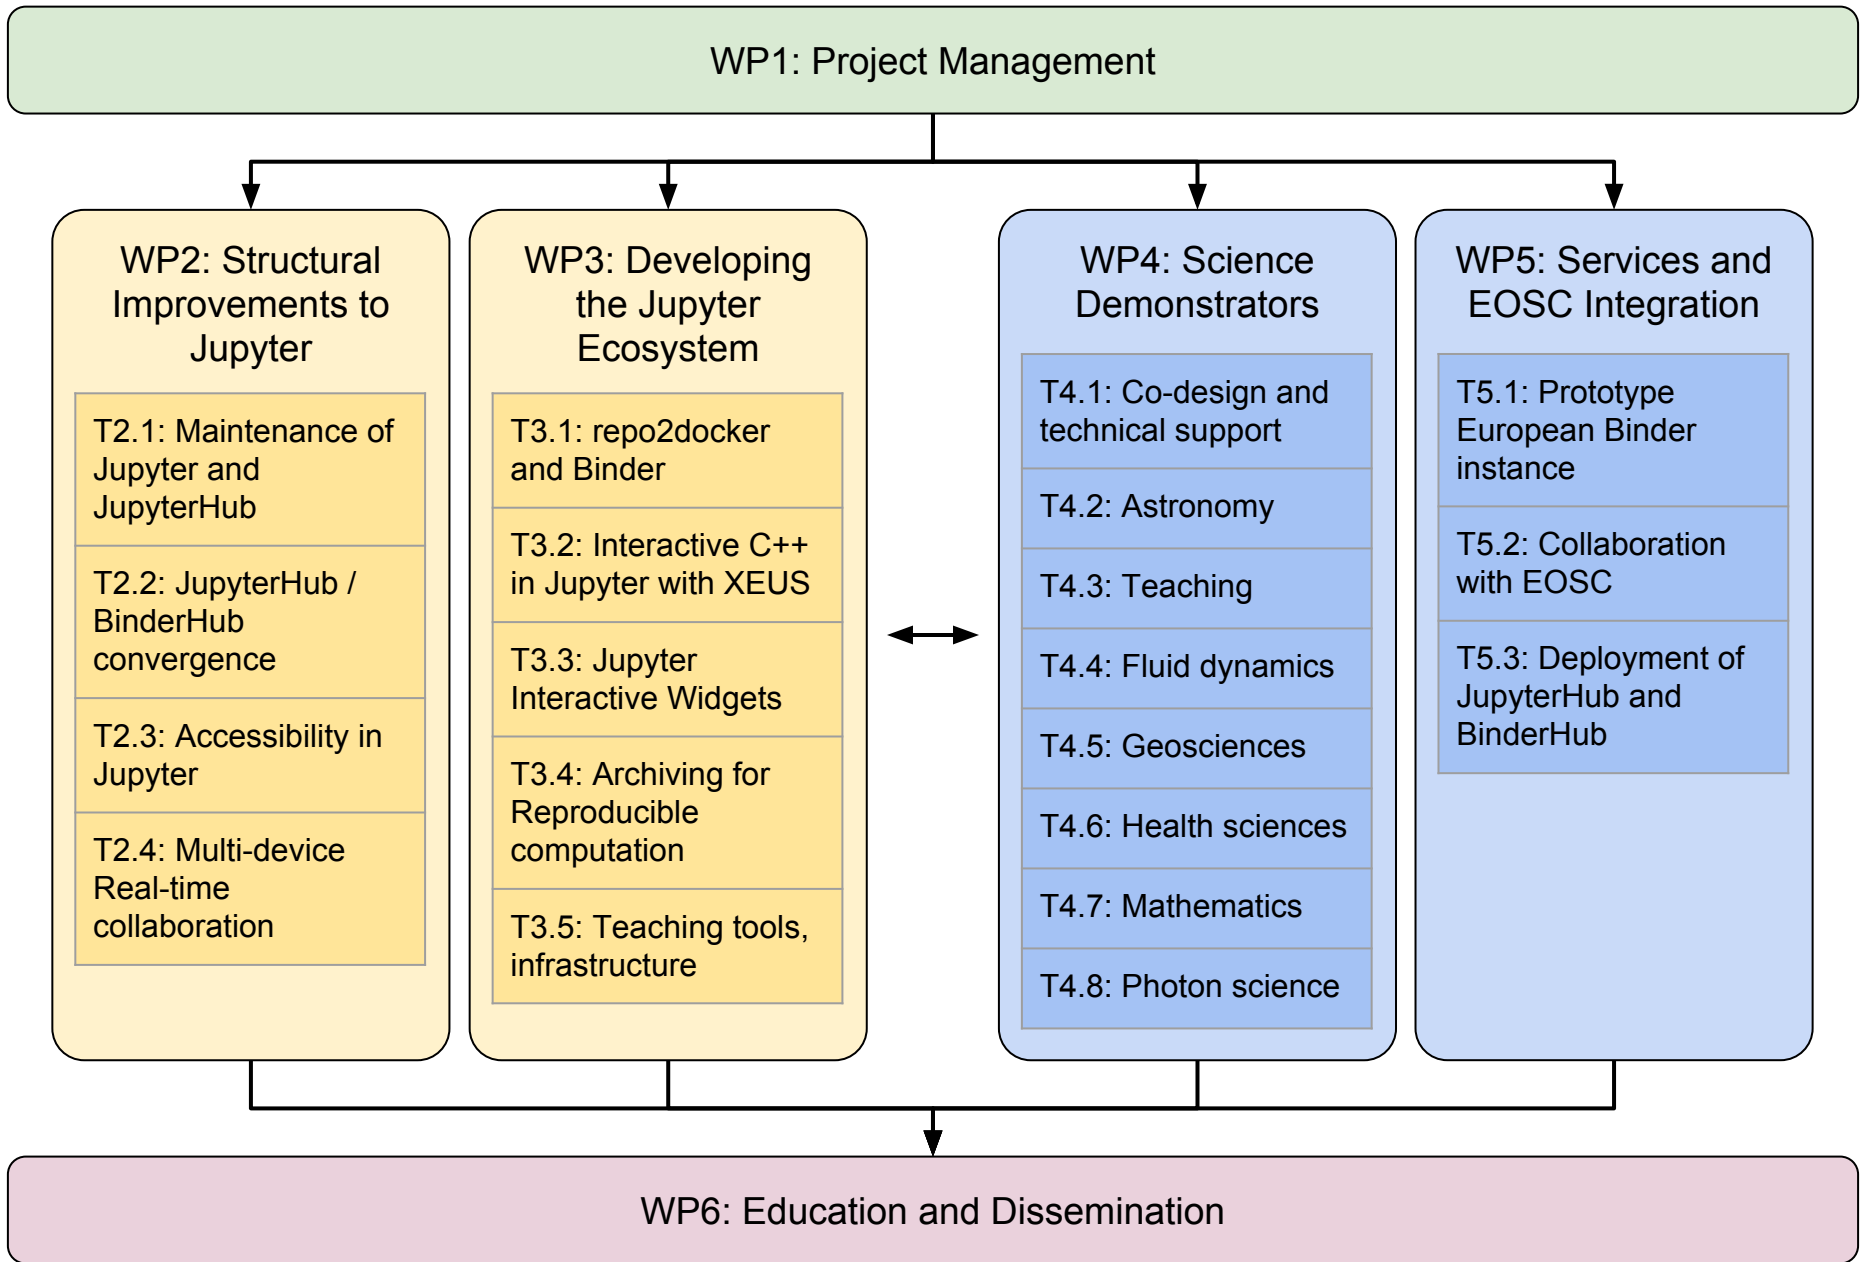 WP1: Project Management
WP2: Structural
Improvements to
Jupyter
T2.1: Maintenance of
Jupyter and
JupyterHub
T2.2: JupyterHub /
BinderHub
convergence
T2.3: Accessibility in
Jupyter
T2.4: Multi-device
Real-time
collaboration
WP3: Developing
the Jupyter
Ecosystem
T3.1: repo2docker
and Binder
T3.2: Interactive C++
in Jupyter with XEUS
T3.3: Jupyter
Interactive Widgets
T3.4: Archiving for
Reproducible
computation
T3.5: Teaching tools,
infrastructure
WP4: Science
Demonstrators
T4.1: Co-design and
technical support
T4.2: Astronomy
T4.3: Teaching
T4.4: Fluid dynamics
T4.5: Geosciences
T4.6: Health sciences
T4.7: Mathematics
T4.8: Photon science
WP5: Services and
EOSC Integration
T5.1: Prototype
European Binder
instance
T5.2: Collaboration
with EOSC
T5.3: Deployment of
JupyterHub and
BinderHub
WP6: Education and Dissemination